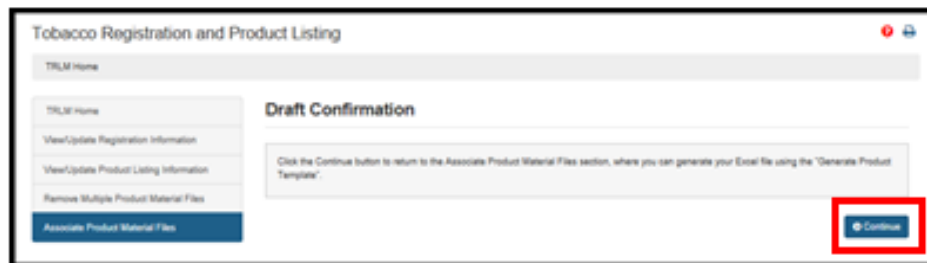 Tobacco Registration and Product Listing
TRLM Home
TRLM Home
View/Update Registration Information
View/Update Product Listing Information
Remove Multiple Product Material Files
Associate Product Material Files
Draft Confirmation
Click the Continue button to return to the Associate Product Material Files section, where you can generate your Excel file using the "Generate Product
Template".
Continue